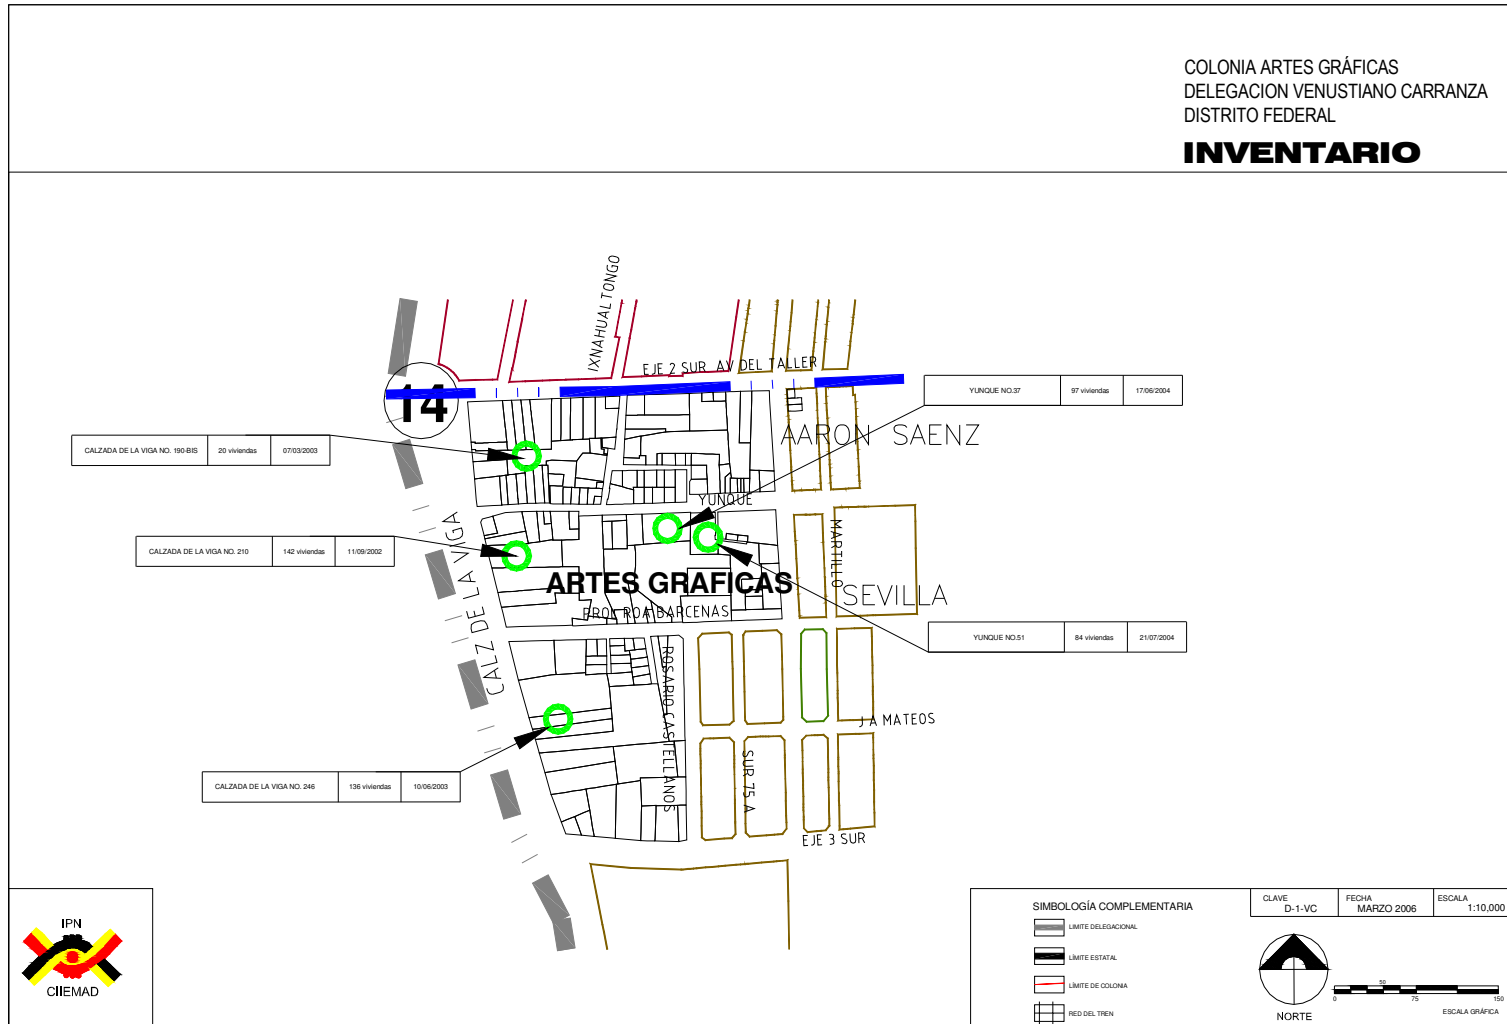 COLONIA ARTES GRÁFICAS
DELEGACION VENUSTIANO CARRANZA
DISTRITO FEDERAL
INVENTARIO
IXNAHUALTONGO
EJE 2 SUR AV DEL TALLER
14
YUNQUE NO.37 97 viviendas 17/06/2004
AARON SAENZ
CALZADA DE LA VIGA NO. 190-BIS 20 viviendas 07/03/2003
YUNQUE
CALZ DE LA VIGA
MARTILLO
CALZADA DE LA VIGA NO. 210 142 viviendas 11/09/2002
ARTES GRAFICAS
SEVILLA
PROL ROA BARCENAS
YUNQUE NO.51 84 viviendas 21/07/2004
ROSARIO CASTELLANOS
J A MATEOS
SUR 75 A
CALZADA DE LA VIGA NO. 246 136 viviendas 10/06/2003
EJE 3 SUR
IPN
CIIEMAD
SIMBOLOGÍA COMPLEMENTARIA
LIMITE DELEGACIONAL
LÍMITE ESTATAL
LÍMITE DE COLONIA
RED DEL TREN
CLAVE FECHA ESCALA
D-1-VC MARZO 2006 1:10,000
NORTE
50
0 75 150
ESCALA GRÁFICA